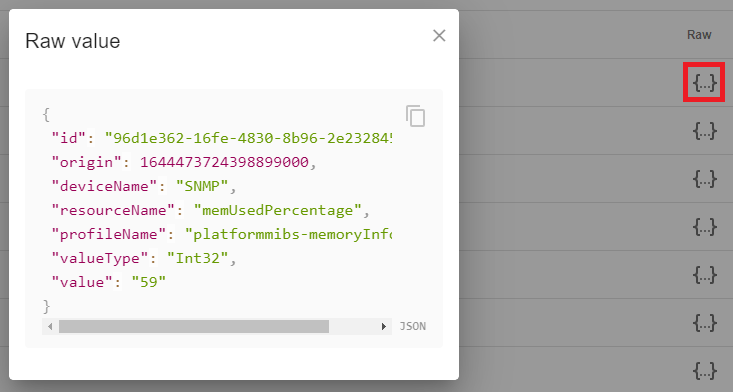 Raw value
Raw
{
"id": "96d1e362-16fe-4830-8b96-2e232845
"origin": 1644473724398899000,
"deviceName": "SNMP",
"resourceName": "memUsedPercentage",
"profileName": "platformmibs-memoryInfo
"valueType": "Int32",
"value": "59"
}
JSON
{...}
{...}
{...}
{...}
{...}
{...}
{...}